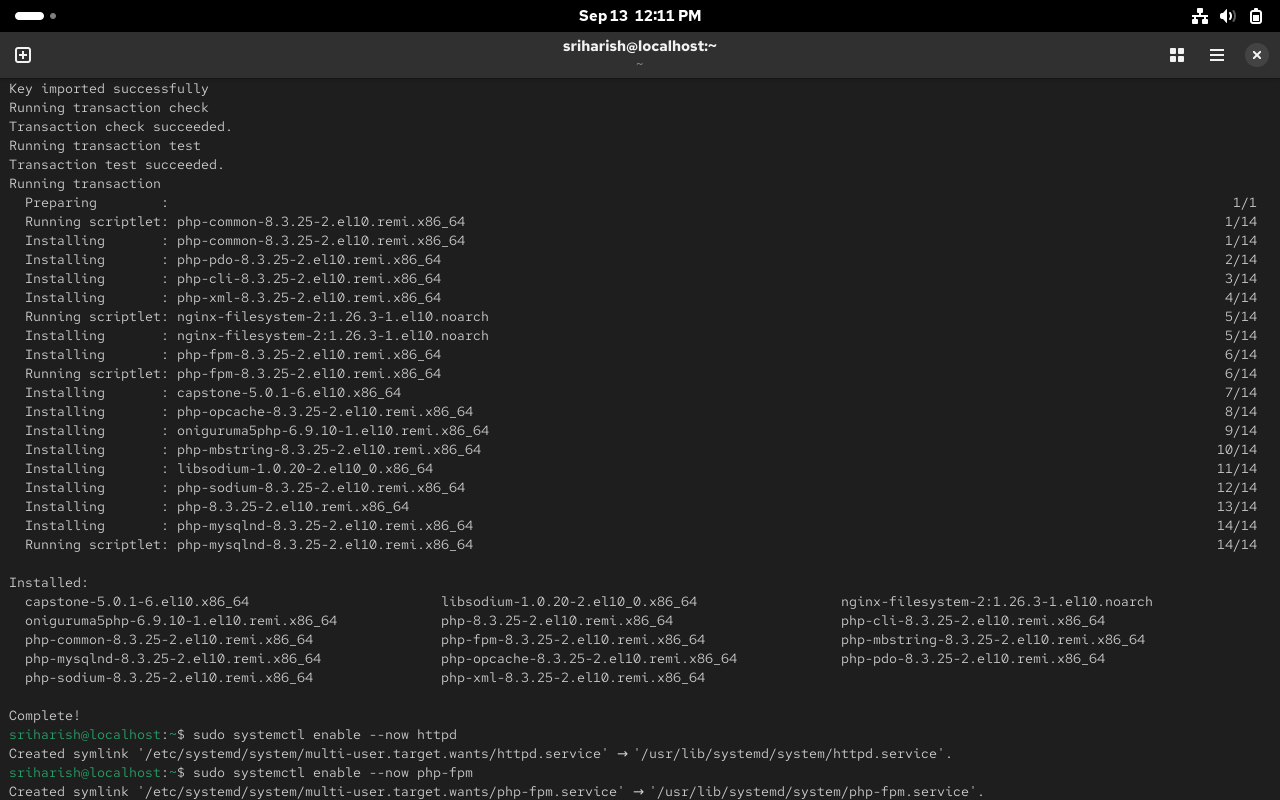 Sep 13 12:11 PM
sriharish@localhost:~
~
Key imported successfully
Running transaction check
Transaction check succeeded.
Running transaction test
Transaction test succeeded.
Running transaction
  Preparing        :                                                                 1/1
  Running scriptlet: php-common-8.3.25-2.el10.remi.x86_64                            1/14
  Installing       : php-common-8.3.25-2.el10.remi.x86_64                            1/14
  Installing       : php-pdo-8.3.25-2.el10.remi.x86_64                               2/14
  Installing       : php-cli-8.3.25-2.el10.remi.x86_64                               3/14
  Installing       : php-xml-8.3.25-2.el10.remi.x86_64                               4/14
  Running scriptlet: nginx-filesystem-2:1.26.3-1.el10.noarch                         5/14
  Installing       : nginx-filesystem-2:1.26.3-1.el10.noarch                         5/14
  Installing       : php-fpm-8.3.25-2.el10.remi.x86_64                               6/14
  Running scriptlet: php-fpm-8.3.25-2.el10.remi.x86_64                               6/14
  Installing       : capstone-5.0.1-6.el10.x86_64                                    7/14
  Installing       : php-opcache-8.3.25-2.el10.remi.x86_64                           8/14
  Installing       : oniguruma5php-6.9.10-1.el10.remi.x86_64                         9/14
  Installing       : php-mbstring-8.3.25-2.el10.remi.x86_64                         10/14
  Installing       : libsodium-1.0.20-2.el10_0.x86_64                               11/14
  Installing       : php-sodium-8.3.25-2.el10.remi.x86_64                           12/14
  Installing       : php-8.3.25-2.el10.remi.x86_64                                  13/14
  Installing       : php-mysqlnd-8.3.25-2.el10.remi.x86_64                          14/14
  Running scriptlet: php-mysqlnd-8.3.25-2.el10.remi.x86_64                          14/14
Installed:
  capstone-5.0.1-6.el10.x86_64    libsodium-1.0.20-2.el10_0.x86_64    nginx-filesystem-2:1.26.3-1.el10.noarch
  oniguruma5php-6.9.10-1.el10.remi.x86_64    php-8.3.25-2.el10.remi.x86_64    php-cli-8.3.25-2.el10.remi.x86_64
  php-common-8.3.25-2.el10.remi.x86_64    php-fpm-8.3.25-2.el10.remi.x86_64    php-mbstring-8.3.25-2.el10.remi.x86_64
  php-mysqlnd-8.3.25-2.el10.remi.x86_64    php-opcache-8.3.25-2.el10.remi.x86_64    php-pdo-8.3.25-2.el10.remi.x86_64
  php-sodium-8.3.25-2.el10.remi.x86_64    php-xml-8.3.25-2.el10.remi.x86_64
Complete!
sriharish@localhost:~$ sudo systemctl enable --now httpd
Created symlink '/etc/systemd/system/multi-user.target.wants/httpd.service' → '/usr/lib/systemd/system/httpd.service'.
sriharish@localhost:~$ sudo systemctl enable --now php-fpm
Created symlink '/etc/systemd/system/multi-user.target.wants/php-fpm.service' → '/usr/lib/systemd/system/php-fpm.service'.